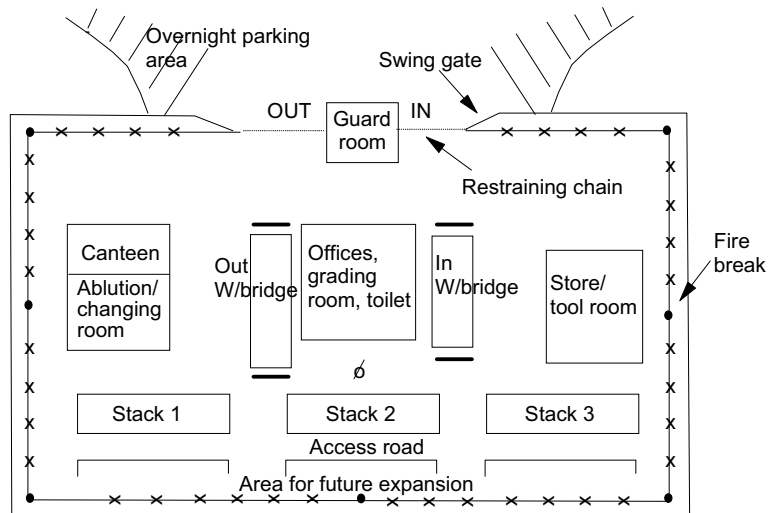 Overnight parking
area
Swing gate
OUT
IN
Guard
room
Restraining chain
Canteen
Ablution/
changing
room
Out
W/bridge
Offices,
grading
room, toilet
In
W/bridge
Store/
tool room
Fire
break
Stack 1
Stack 2
Stack 3
Access road
Area for future expansion